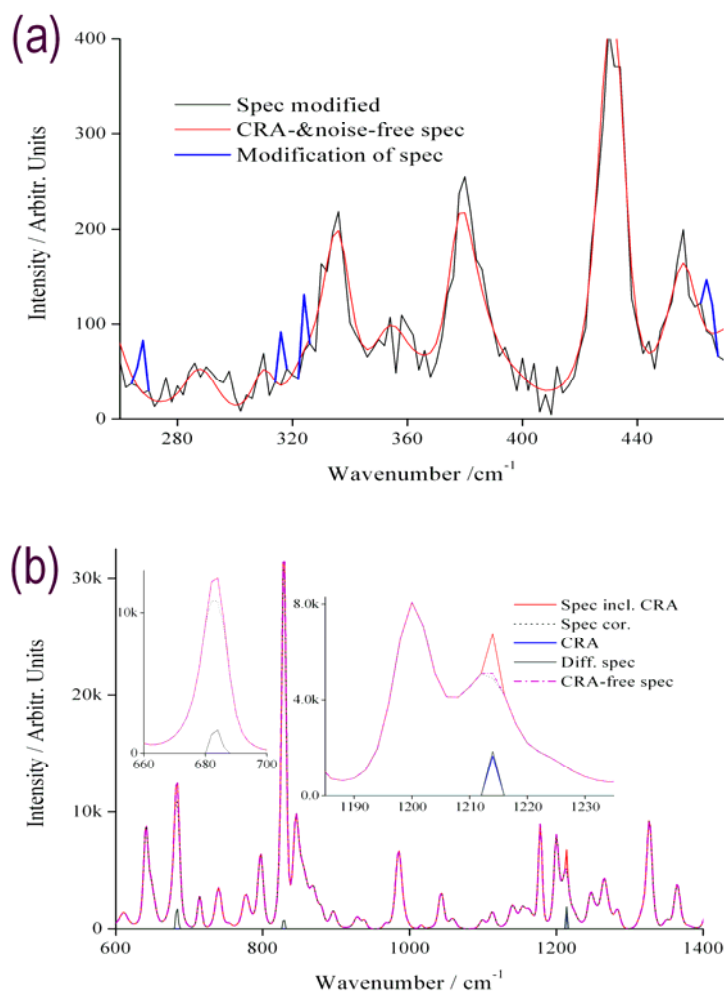 (a)
400
300
200
100
0
Intensity / Arbitr. Units
Spec modified
CRA-&noise-free spec
Modification of spec
280
320
360
400
440
Wavenumber /cm-1
(b)
30k
20k
10k
0
Intensity / Arbitr. Units
10k
0
660
680
700
8.0k
4.0k
0.0
1190
1200
1210
1220
1230
Spec incl. CRA
Spec cor.
CRA
Diff. spec
CRA-free spec
600
800
1000
1200
1400
Wavenumber / cm-1